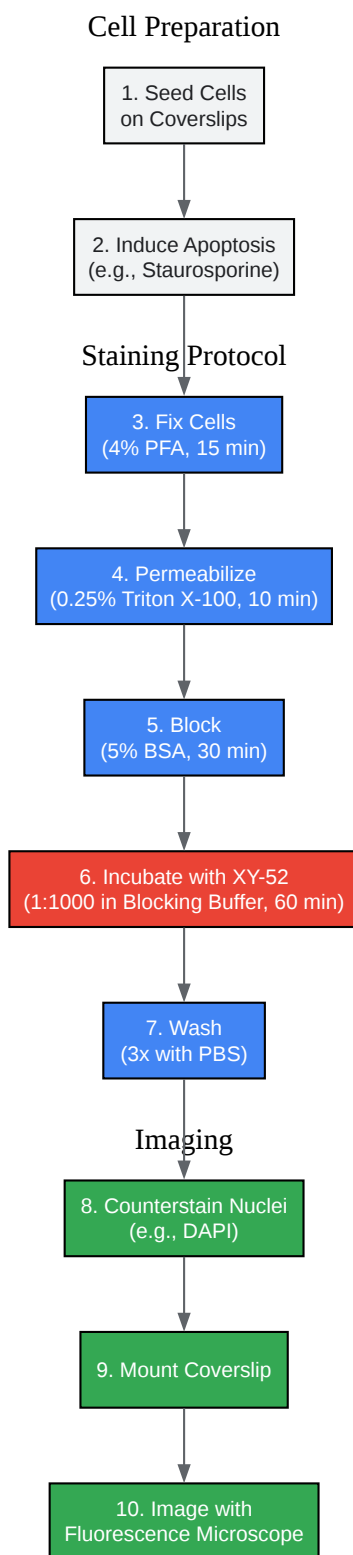 Cell Preparation
1. Seed Cells
on Coverslips
2. Induce Apoptosis
(e.g., Staurosporine)
Staining Protocol
3. Fix Cells
(4% PFA, 15 min)
4. Permeabilize
(0.25% Triton X-100, 10 min)
5. Block
(5% BSA, 30 min)
6. Incubate with XY-52
(1:1000 in Blocking Buffer, 60 min)
7. Wash
(3x with PBS)
Imaging
8. Counterstain Nuclei
(e.g., DAPI)
9. Mount Coverslip
10. Image with
Fluorescence Microscope